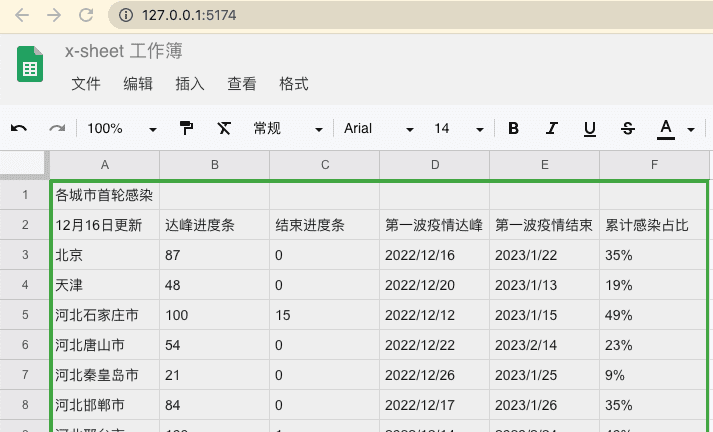 127.0.0.1:5174
x-sheet 工作簿
文件 编辑 插入 查看 格式
100% 常规 Arial 14 B I U S A
A B C D E F
1 各城市首轮感染
2 12月16日更新 达峰进度条 结束进度条 第一波疫情达峰 第一波疫情结束 累计感染占比
3 北京 87 0 2022/12/16 2023/1/22 35%
4 天津 48 0 2022/12/20 2023/1/13 19%
5 河北石家庄市 100 15 2022/12/12 2023/1/15 49%
6 河北唐山市 54 0 2022/12/22 2023/2/14 23%
7 河北秦皇岛市 21 0 2022/12/26 2023/1/25 9%
8 河北邯郸市 84 0 2022/12/17 2023/1/26 35%